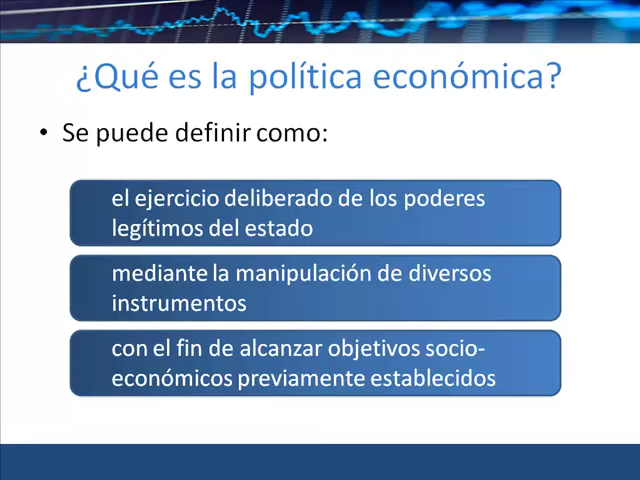 ¿Qué es la política económica?
• Se puede definir como:
el ejercicio deliberado de los poderes
legítimos del estado
mediante la manipulación de diversos
instrumentos
con el fin de alcanzar objetivos socio-
económicos previamente establecidos